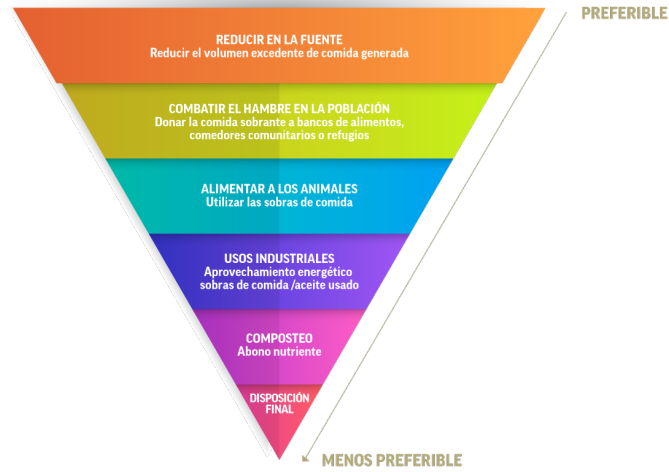 PREFERIBLE
REDUCIR EN LA FUENTE
Reducir el volumen excedente de comida generada
COMBATIR EL HAMBRE EN LA POBLACIÓN
Donar la comida sobrante a bancos de alimentos,
comedores comunitarios o refugios
ALIMENTAR A LOS ANIMALES
Utilizar las sobras de comida
USOS INDUSTRIALES
Aprovechamiento energético
sobras de comida /aceite usado
COMPOSTEO
Abono nutriente
DISPOSICIÓN
FINAL
MENOS PREFERIBLE